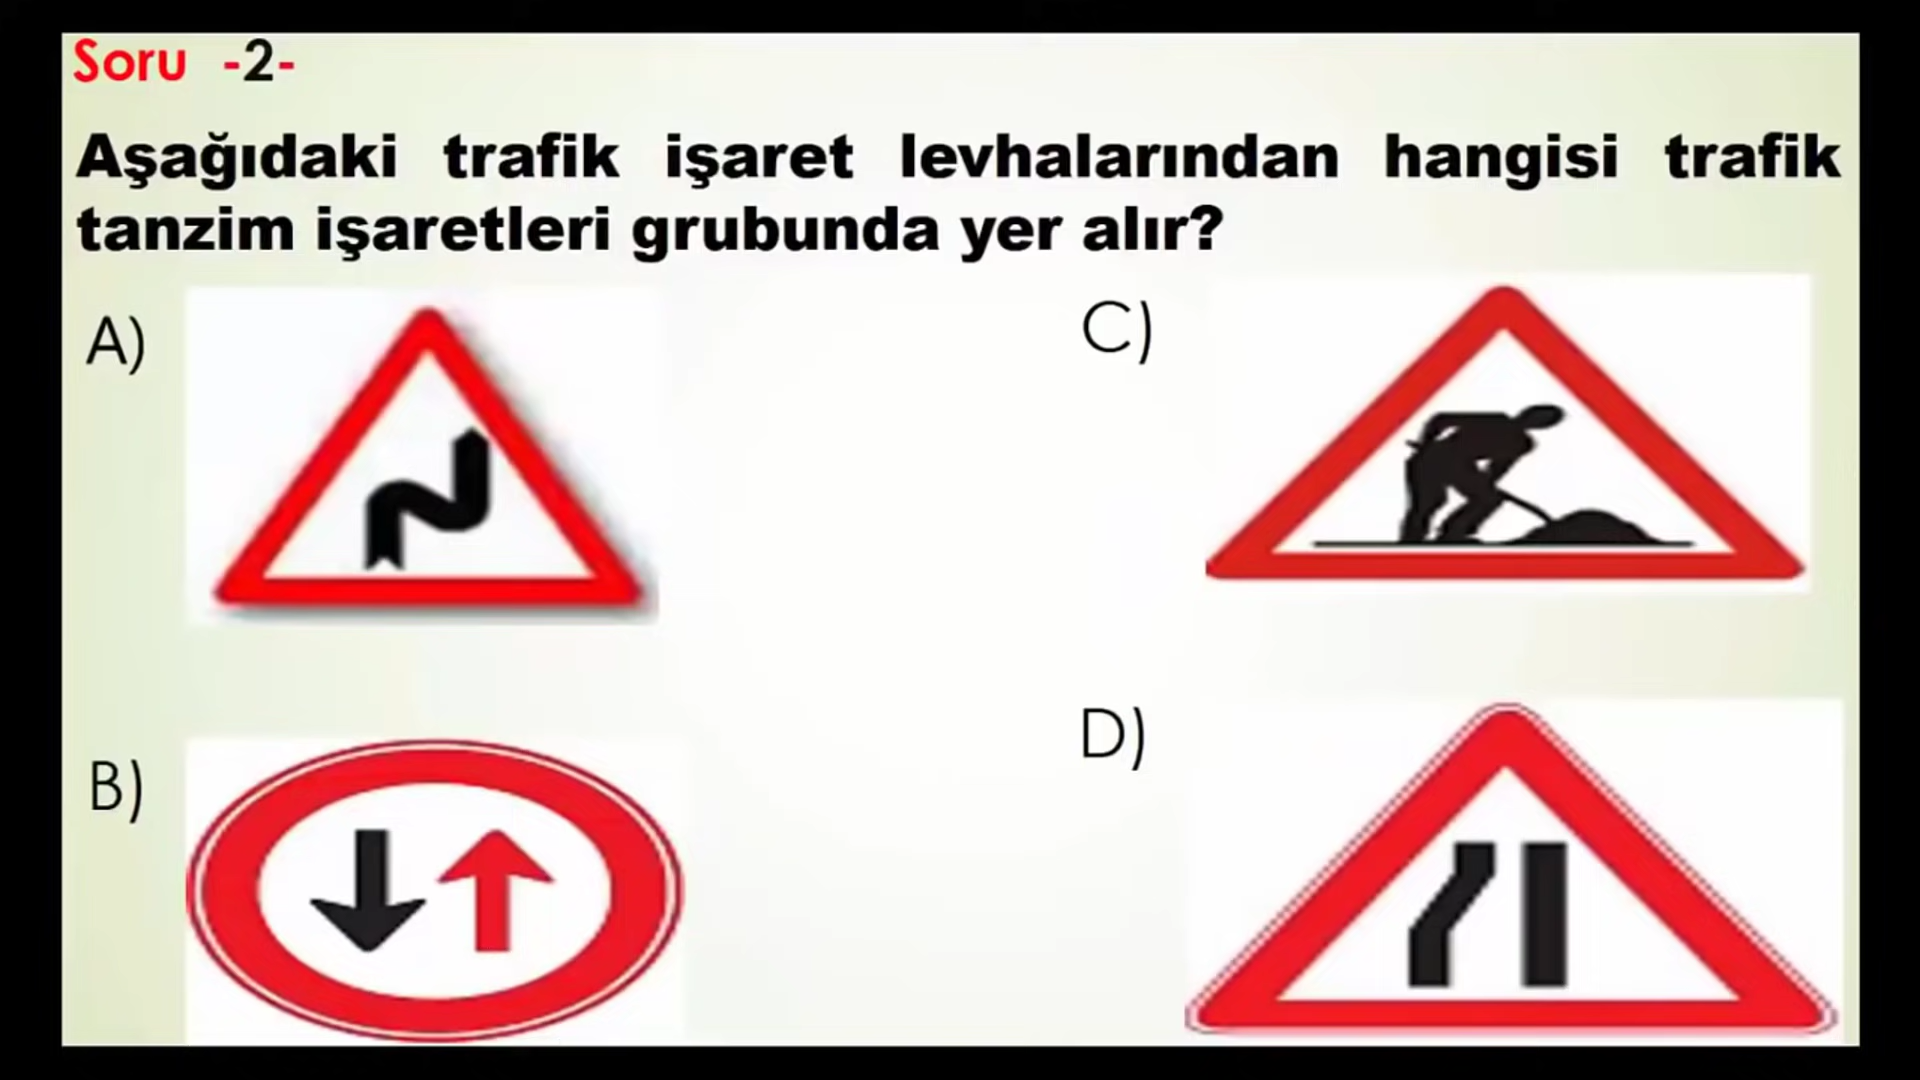 Soru -2-
Aşağıdaki trafik işaret levhalarından hangisi trafik
tanzim işaretleri grubunda yer alır?
A)
C)
B)
D)